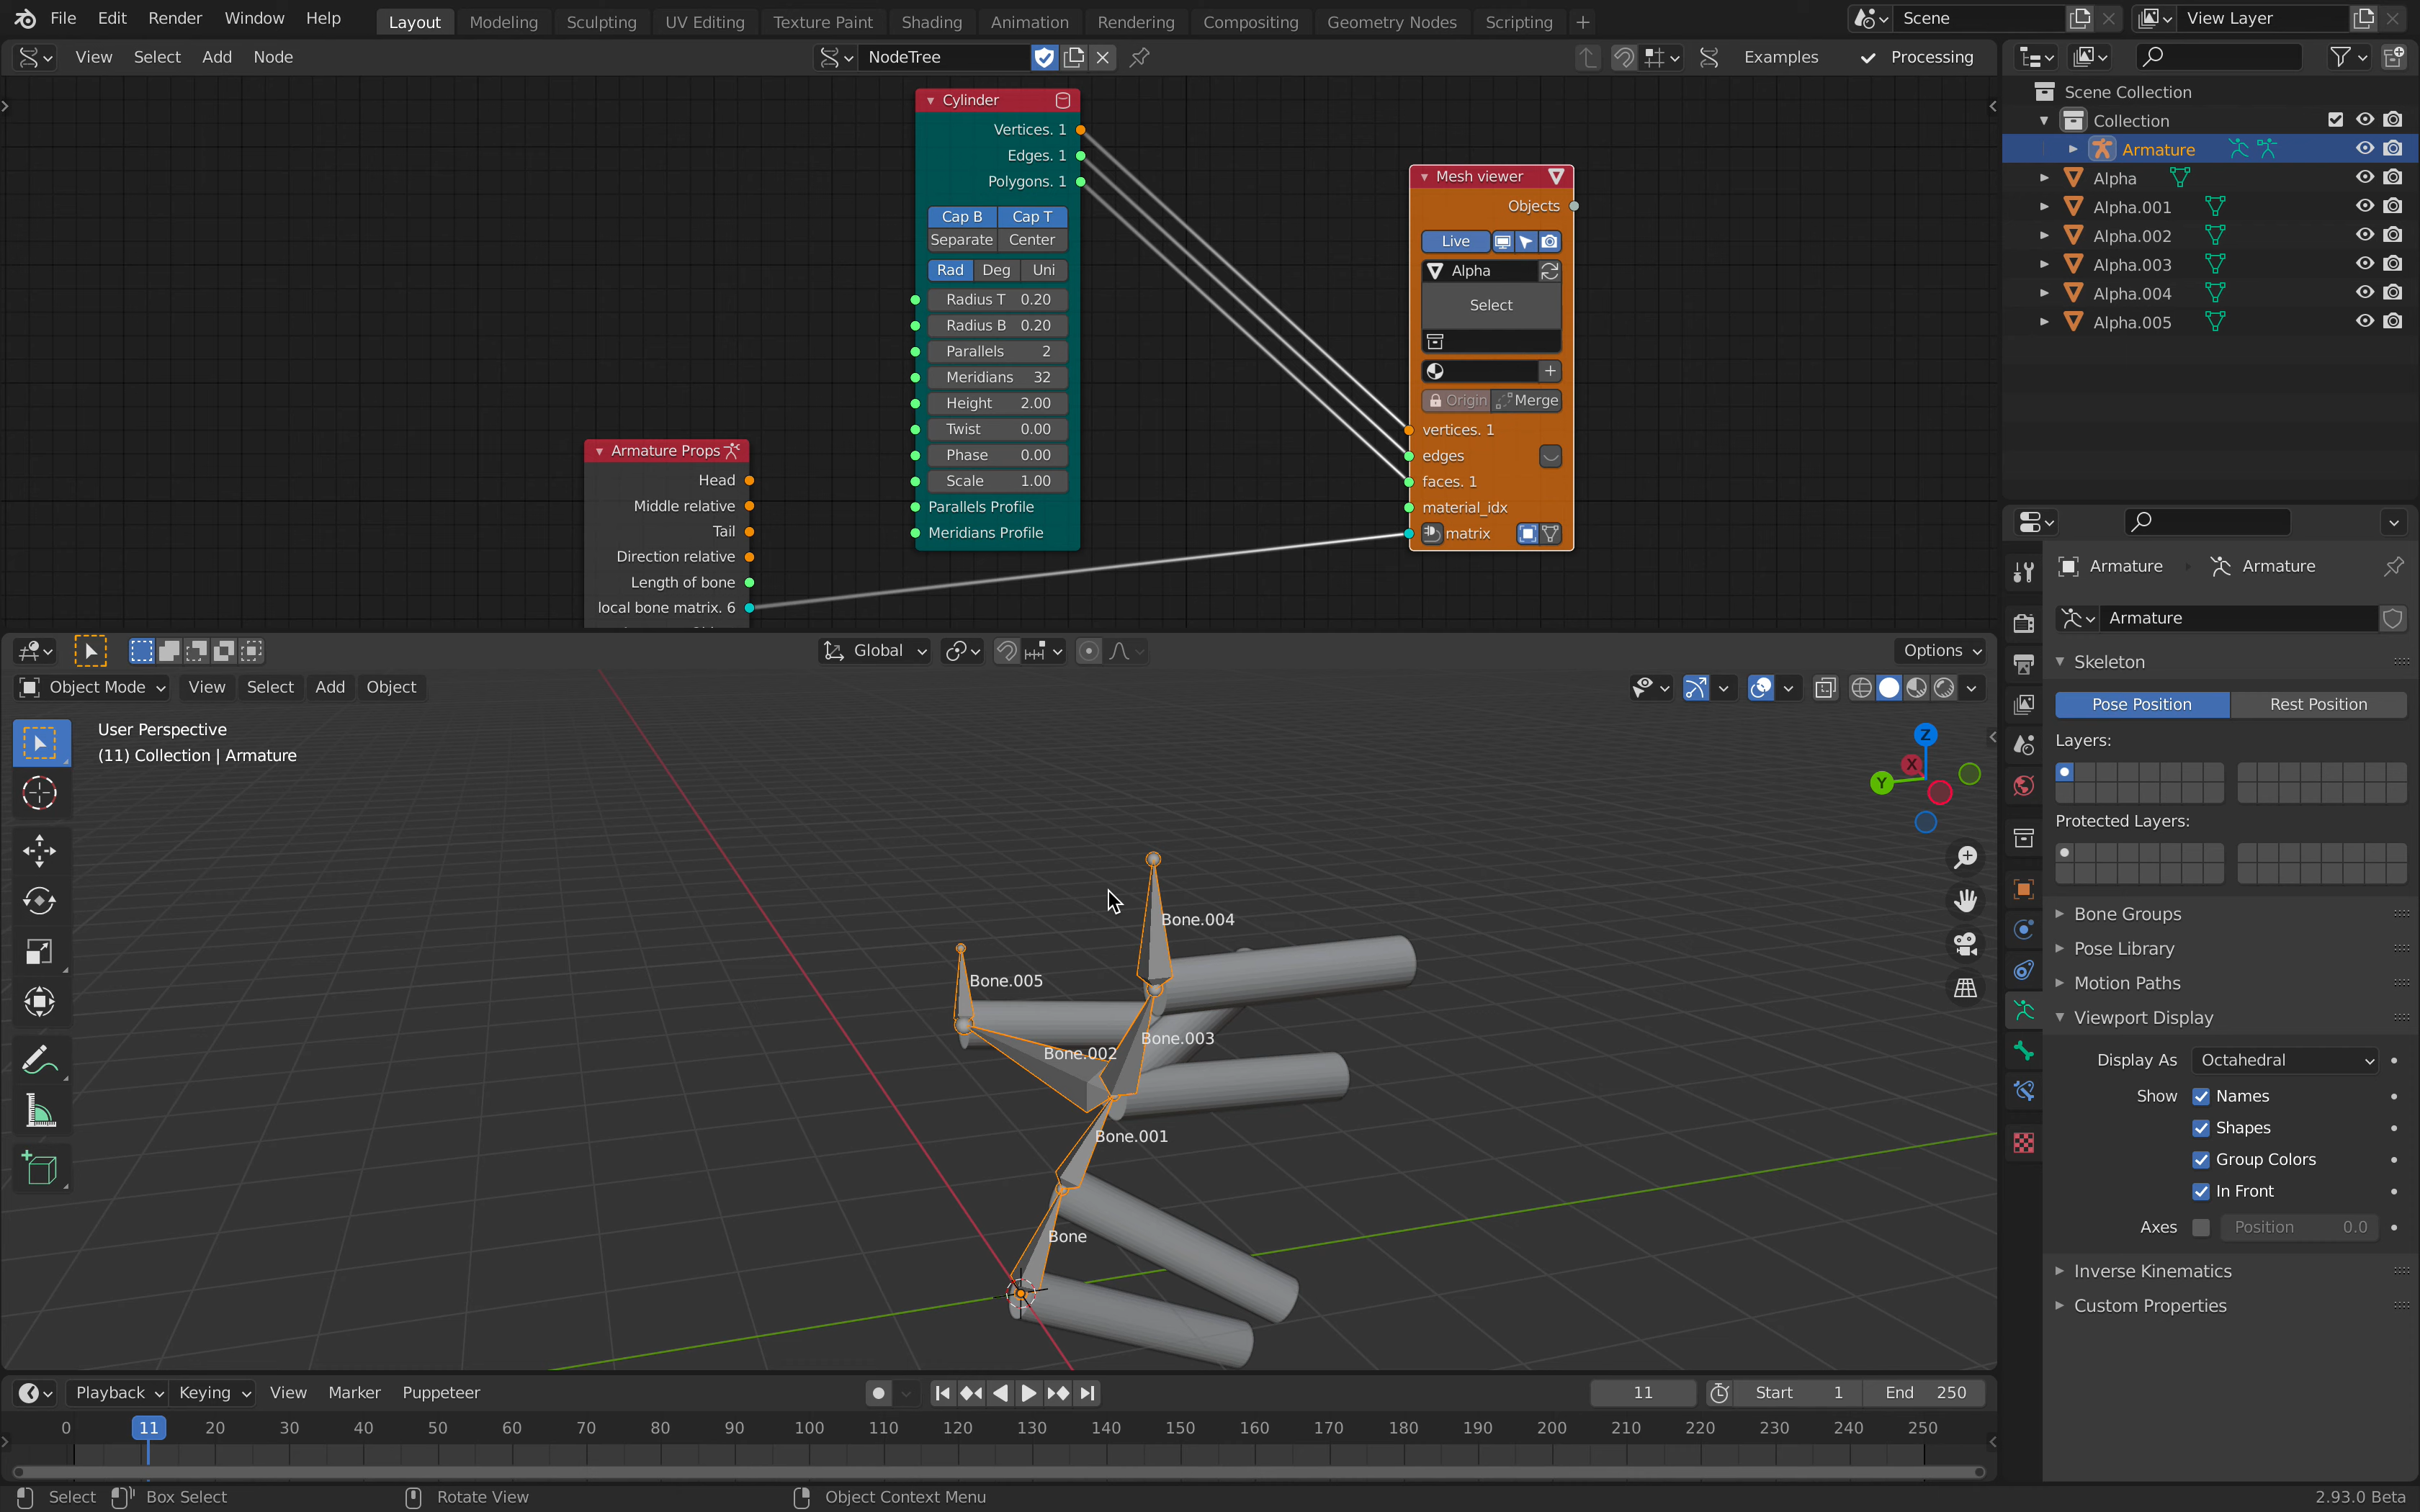 File Edit Render Window Help Layout Modeling Sculpting UV Editing Texture Paint Shading Animation Rendering Compositing Geometry Nodes Scripting + Scene View Layer
View Select Add Node NodeTree Examples Processing
Cylinder
Vertices. 1
Edges. 1
Polygons. 1
Cap B Cap T
Separate Center
Rad Deg Uni
Radius T 0.20
Radius B 0.20
Parallels 2
Meridians 32
Height 2.00
Twist 0.00
Phase 0.00
Scale 1.00
Parallels Profile
Meridians Profile
Mesh viewer
Objects
Live
Alpha
Select
Origin Merge
vertices. 1
edges
faces. 1
material_idx
matrix
Armature Props
Head
Middle relative
Tail
Direction relative
Length of bone
local bone matrix. 6
Scene Collection
Collection
Armature
Alpha
Alpha.001
Alpha.002
Alpha.003
Alpha.004
Alpha.005
Global Options
Object Mode View Select Add Object
User Perspective
(11) Collection | Armature
Z
X
Y
Bone.004
Bone.005
Bone.003
Bone.002
Bone.001
Bone
Armature Armature
Armature
Skeleton
Pose Position Rest Position
Layers:
Protected Layers:
Bone Groups
Pose Library
Motion Paths
Viewport Display
Display As Octahedral
Show Names
Shapes
Group Colors
In Front
Axes Position 0.0
Inverse Kinematics
Custom Properties
Playback Keying View Marker Puppeteer 11 Start 1 End 250
0 11 20 30 40 50 60 70 80 90 100 110 120 130 140 150 160 170 180 190 200 210 220 230 240 250
Select Box Select Rotate View Object Context Menu 2.93.0 Beta